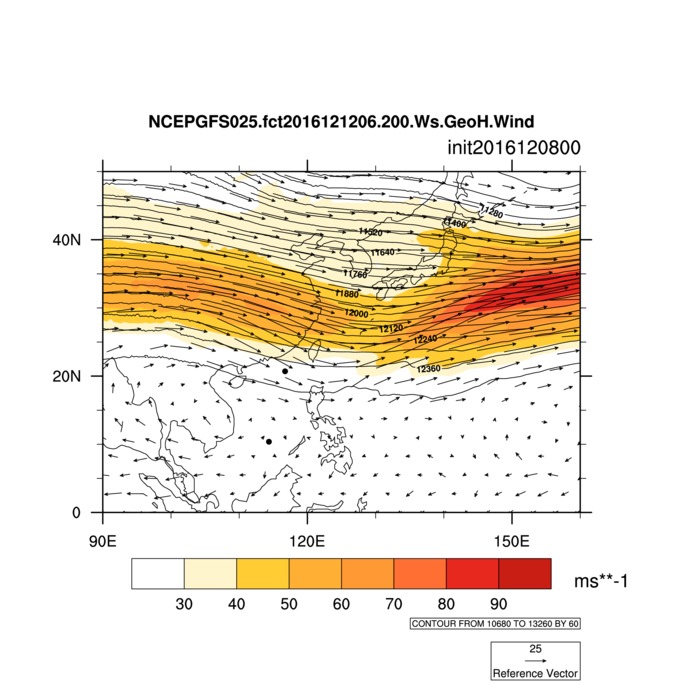 NCEPGFS025.fct2016121206.200.Ws.GeoH.Wind
init2016120800
11280
11400
11520
40N
11640
11760
11880
12000
12120
12240
12360
20N
0
90E 120E 150E
ms**-1
30 40 50 60 70 80 90
CONTOUR FROM 10680 TO 13260 BY 60
25
Reference Vector